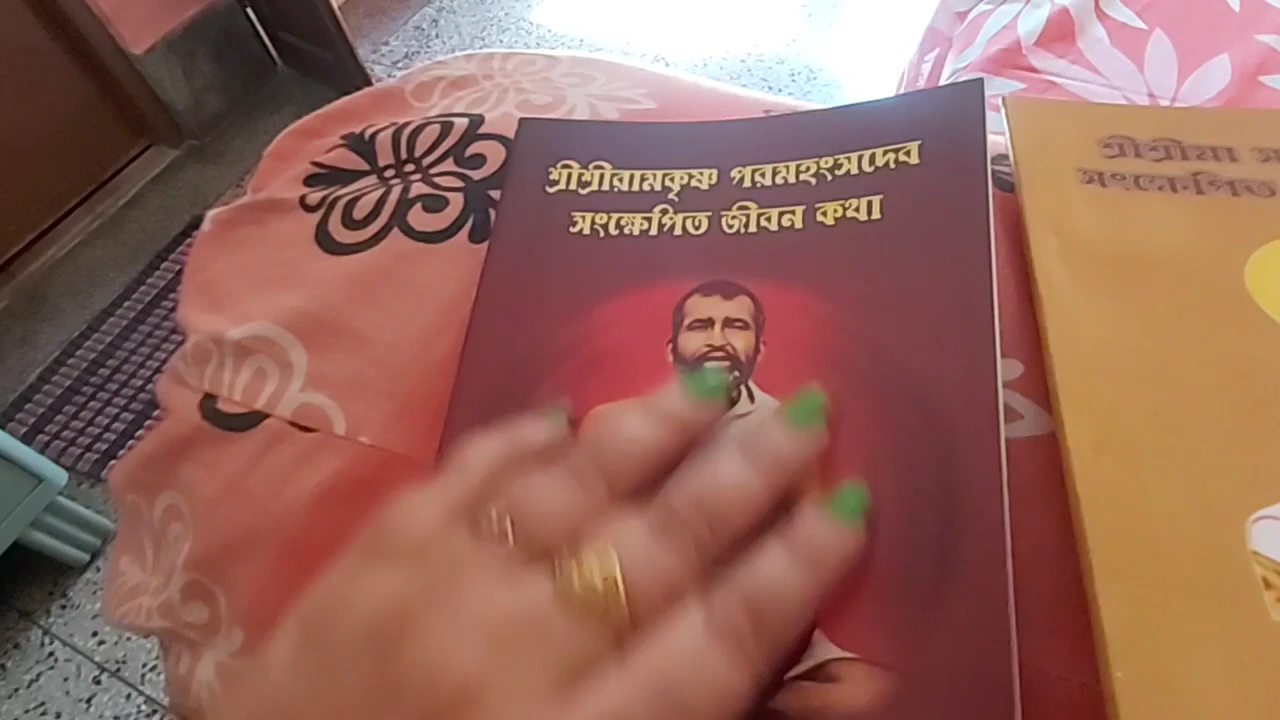 শ্রীশ্রীরামকৃষ্ণ পরমহংসদেব
সংক্ষেপিত জীবন কথা
শ্রীশ্রীমা
সংক্ষেপিত